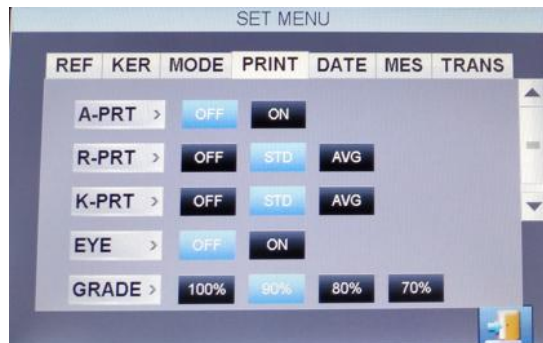 SET MENU
REF KER MODE PRINT DATE MES TRANS
A-PRT > OFF ON
R-PRT > OFF STD AVG
K-PRT > OFF STD AVG
EYE > OFF ON
GRADE > 100% 90% 80% 70%